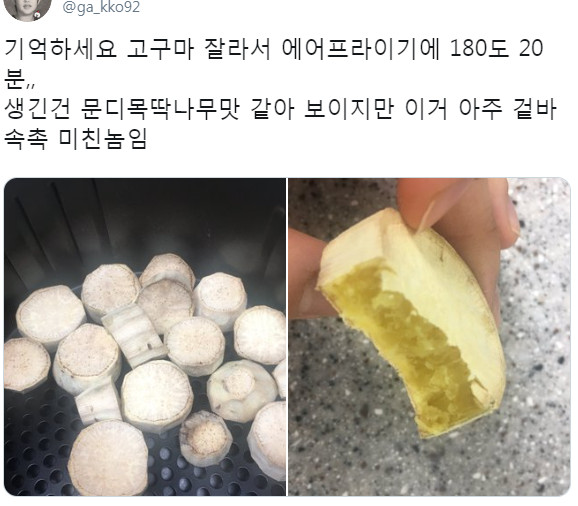 @ga_kko92
기억하세요 고구마 잘라서 에어프라이기에 180도 20
분,,
생긴건 문디목딱나무맛 같아 보이지만 이거 아주 겉바
속촉 미친놈임